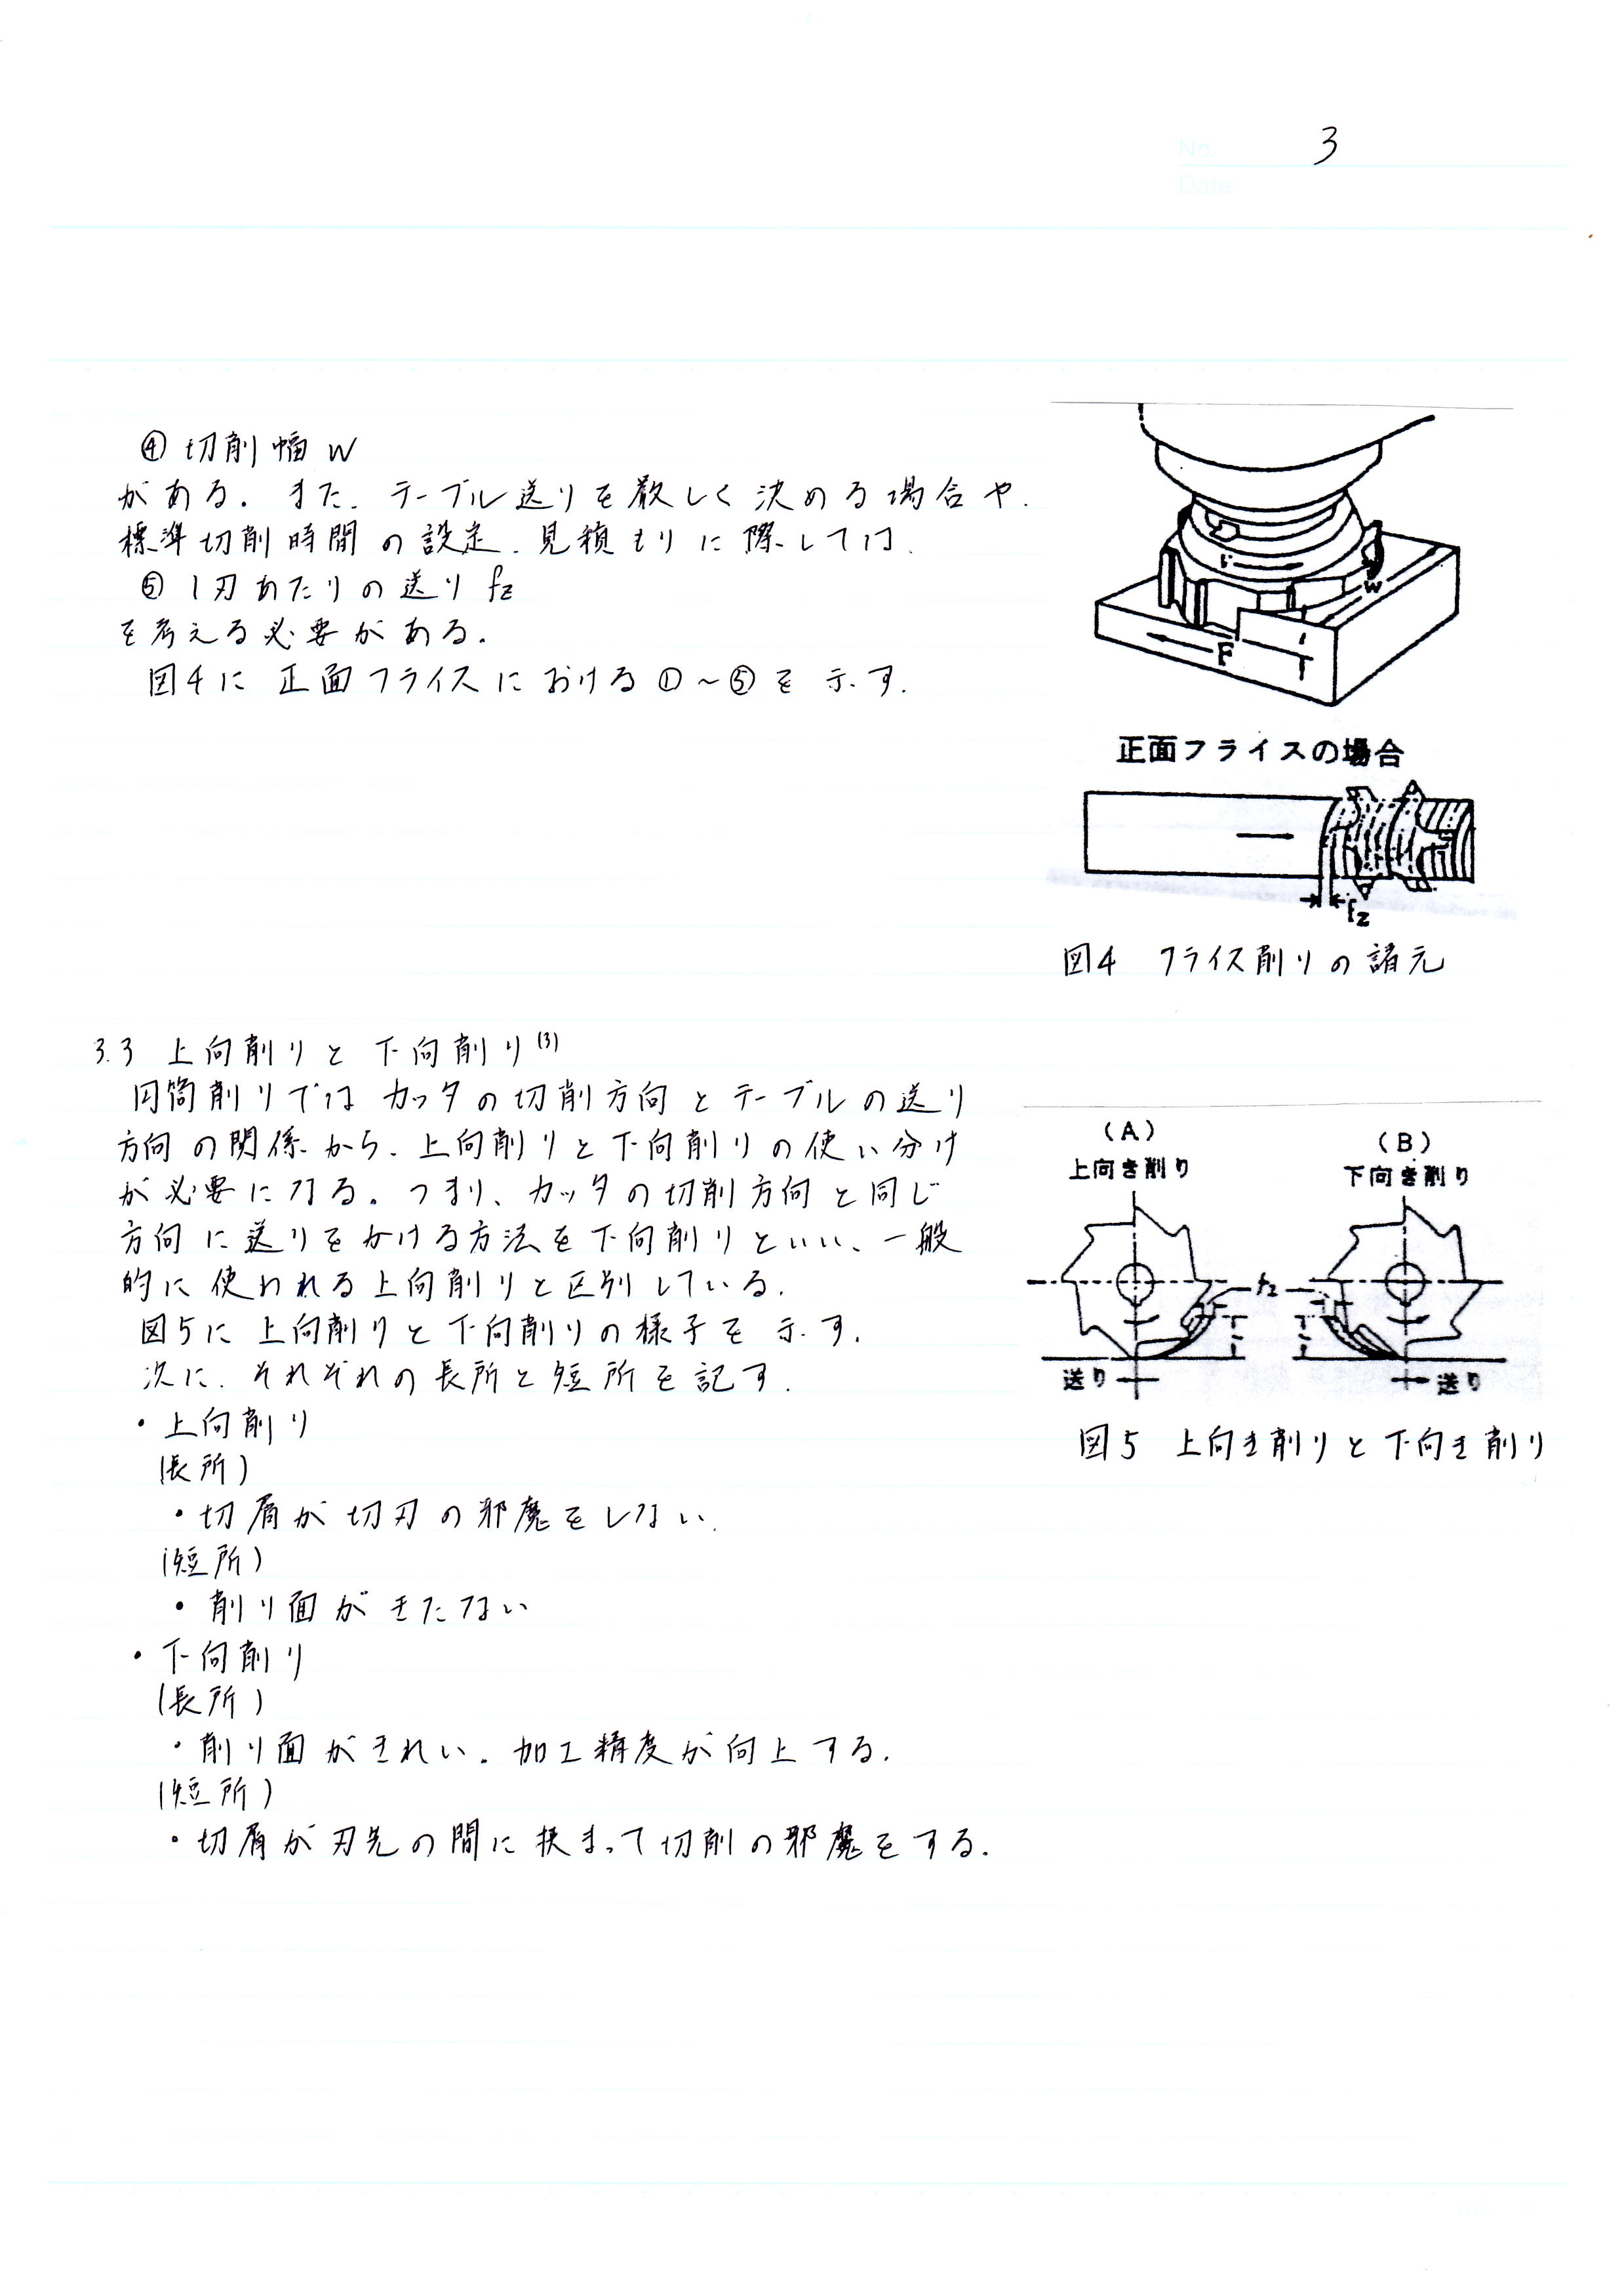 No. 3
Date
④ 切削幅 W
がある。また、テーブル送りを厳しく決める場合や、
標準切削時間の設定、見積もりに際しては、
⑤ 1刃あたりの送り fz
を考える必要がある。
図4に 正面フライスにおける①～⑤を示す。
V
W
F
正面フライスの場合
fz
図4 フライス削りの諸元
3.3 上向削りと下向削り(3)
円筒削りではカッタの切削方向とテーブルの送り
方向の関係から、上向削りと下向削りの使い分け
が必要になる。つまり、カッタの切削方向と同じ
方向に送りをかける方法を下向削りといい、一般
的に使われる上向削りと区別している。
図5に上向削りと下向削りの様子を示す。
次に、それぞれの長所と短所を記す。
・上向削り
(長所)
・切屑が切刃の邪魔をしない。
(短所)
・削り面がきたない
・下向削り
(長所)
・削り面がきれい。加工精度が向上する。
(短所)
・切屑が刃先の間に挟まって切削の邪魔をする。
(A)
上向き削り
(B)
下向き削り
fz
送り
送り
図5 上向き削りと下向き削り